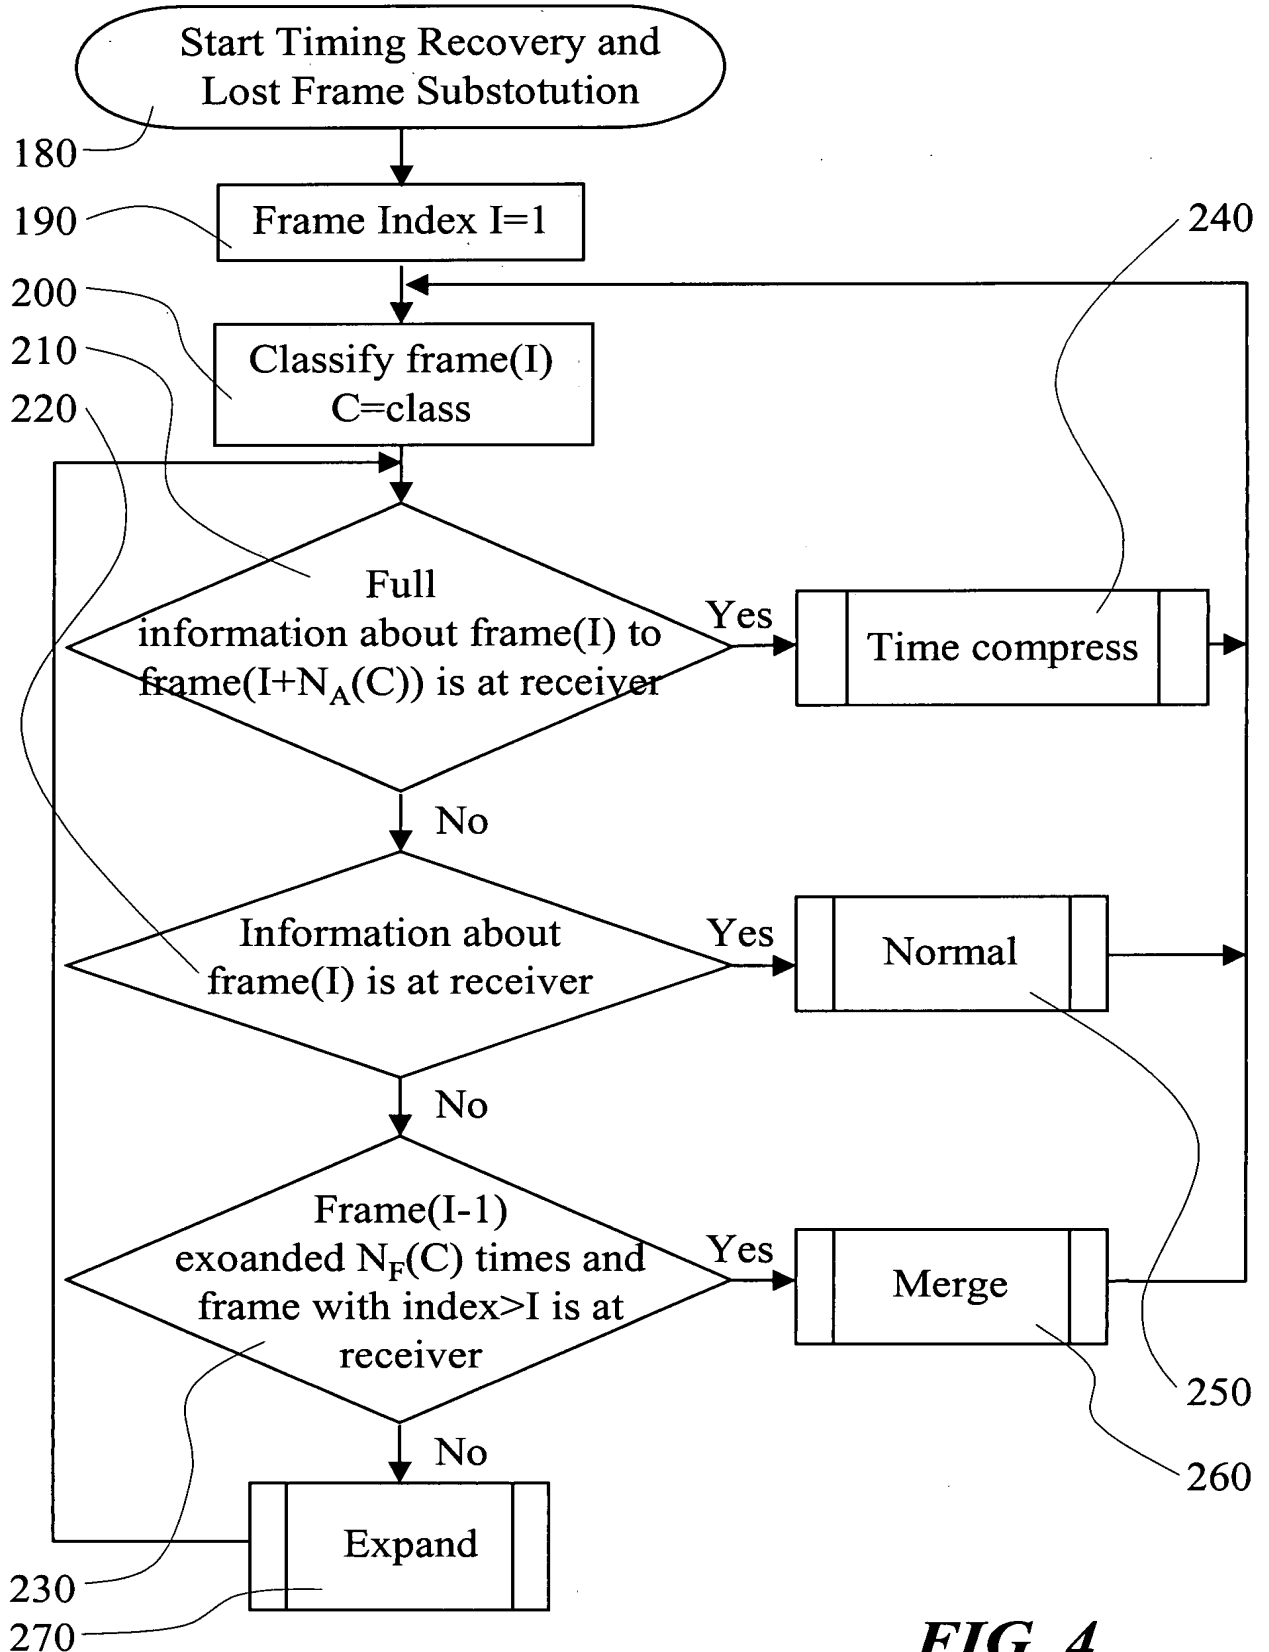 Start Timing Recovery and
Lost Frame Substotution
180
190
Frame Index I=1
240
200
210
220
Classify frame(I)
C=class
Full
information about frame(I) to
frame(I+N_A(C)) is at receiver
Yes
Time compress
No
Information about
frame(I) is at receiver
Yes
Normal
No
Frame(I-1)
exoanded N_F(C) times and
frame with index>I is at
receiver
Yes
Merge
250
260
No
Expand
230
270
FIG. 4